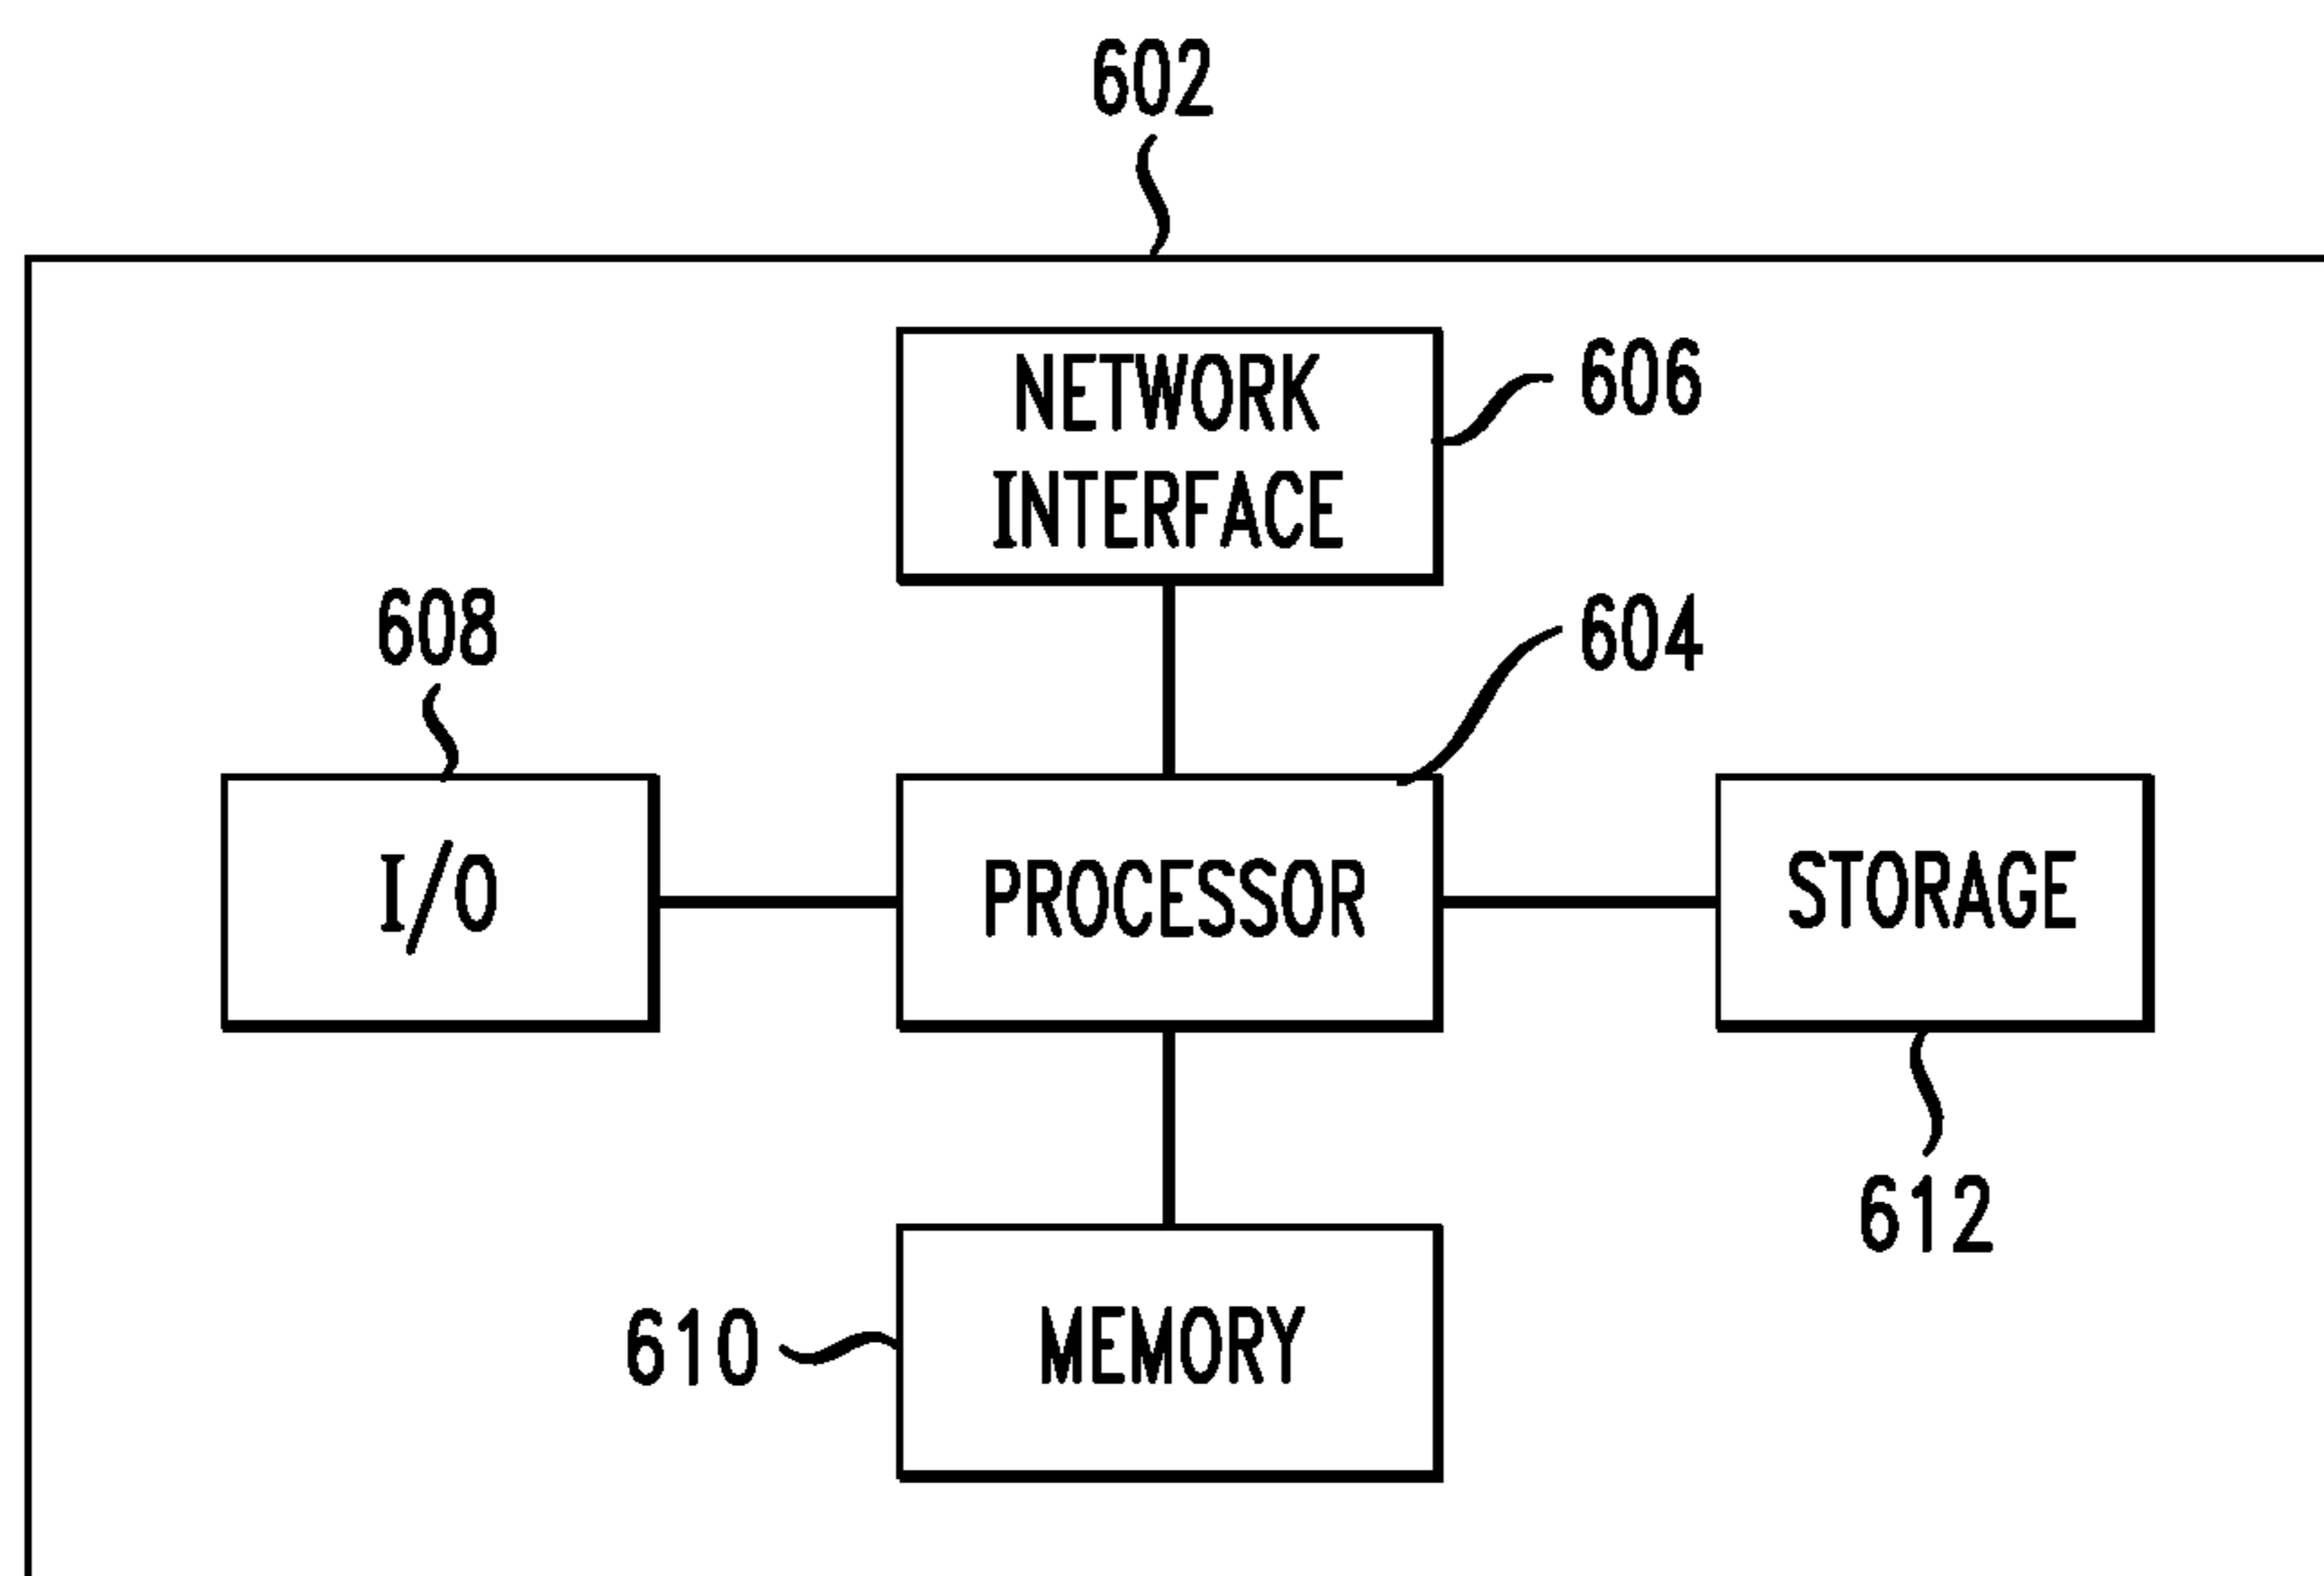 602
NETWORK
INTERFACE
606
608
604
I/O
PROCESSOR
STORAGE
612
610
MEMORY